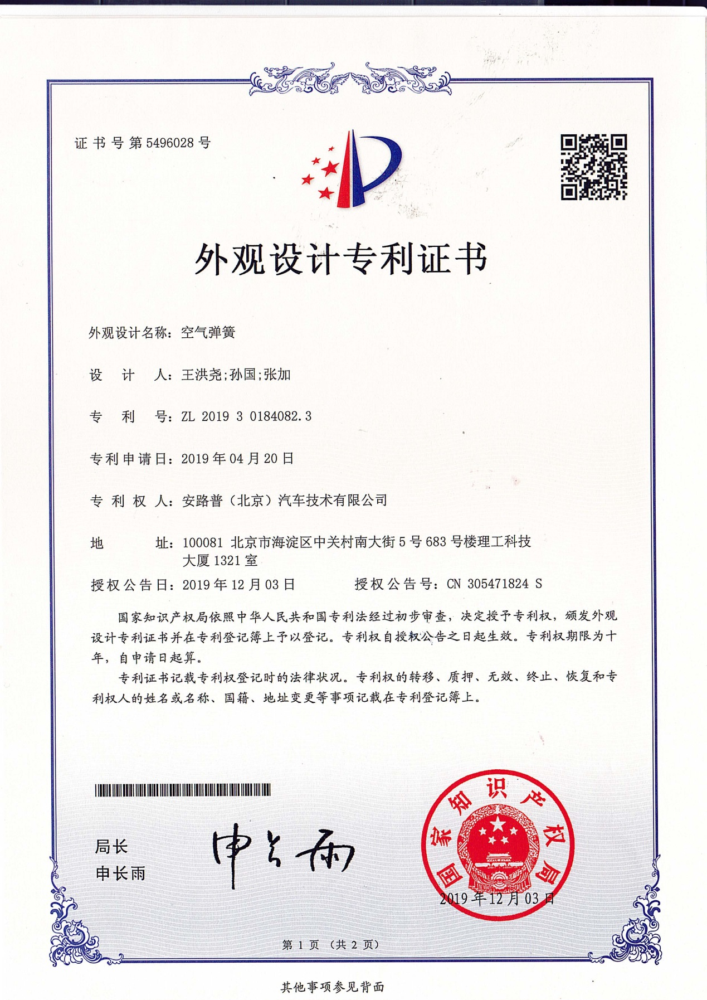 证书号第5496028号
外观设计专利证书
外观设计名称：空气弹簧
设计人：王洪尧;孙国;张加
专利号：ZL 2019 3 0184082.3
专利申请日：2019年04月20日
专利权人：安路普（北京）汽车技术有限公司
地址：100081 北京市海淀区中关村南大街5号683号楼理工科技
大厦1321室
授权公告日：2019年12月03日 授权公告号：CN 305471824 S
国家知识产权局依照中华人民共和国专利法经过初步审查，决定授予专利权，颁发外观
设计专利证书并在专利登记簿上予以登记。专利权自授权公告之日起生效。专利权期限为十
年，自申请日起算。
专利证书记载专利权登记时的法律状况。专利权的转移、质押、无效、终止、恢复和专
利权人的姓名或名称、国籍、地址变更等事项记载在专利登记簿上。
局长
申长雨
申长雨
国家知识产权局
2019年12月03日
第 1 页 （共 2 页）
其他事项参见背面